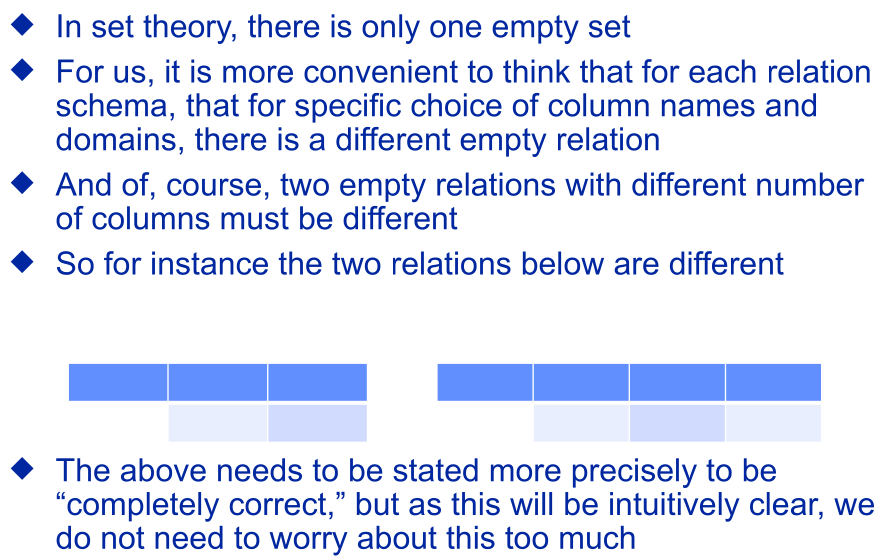 In set theory, there is only one empty set
For us, it is more convenient to think that for each relation
schema, that for specific choice of column names and
domains, there is a different empty relation
And of, course, two empty relations with different number
of columns must be different
So for instance the two relations below are different
The above needs to be stated more precisely to be
“completely correct,” but as this will be intuitively clear, we
do not need to worry about this too much